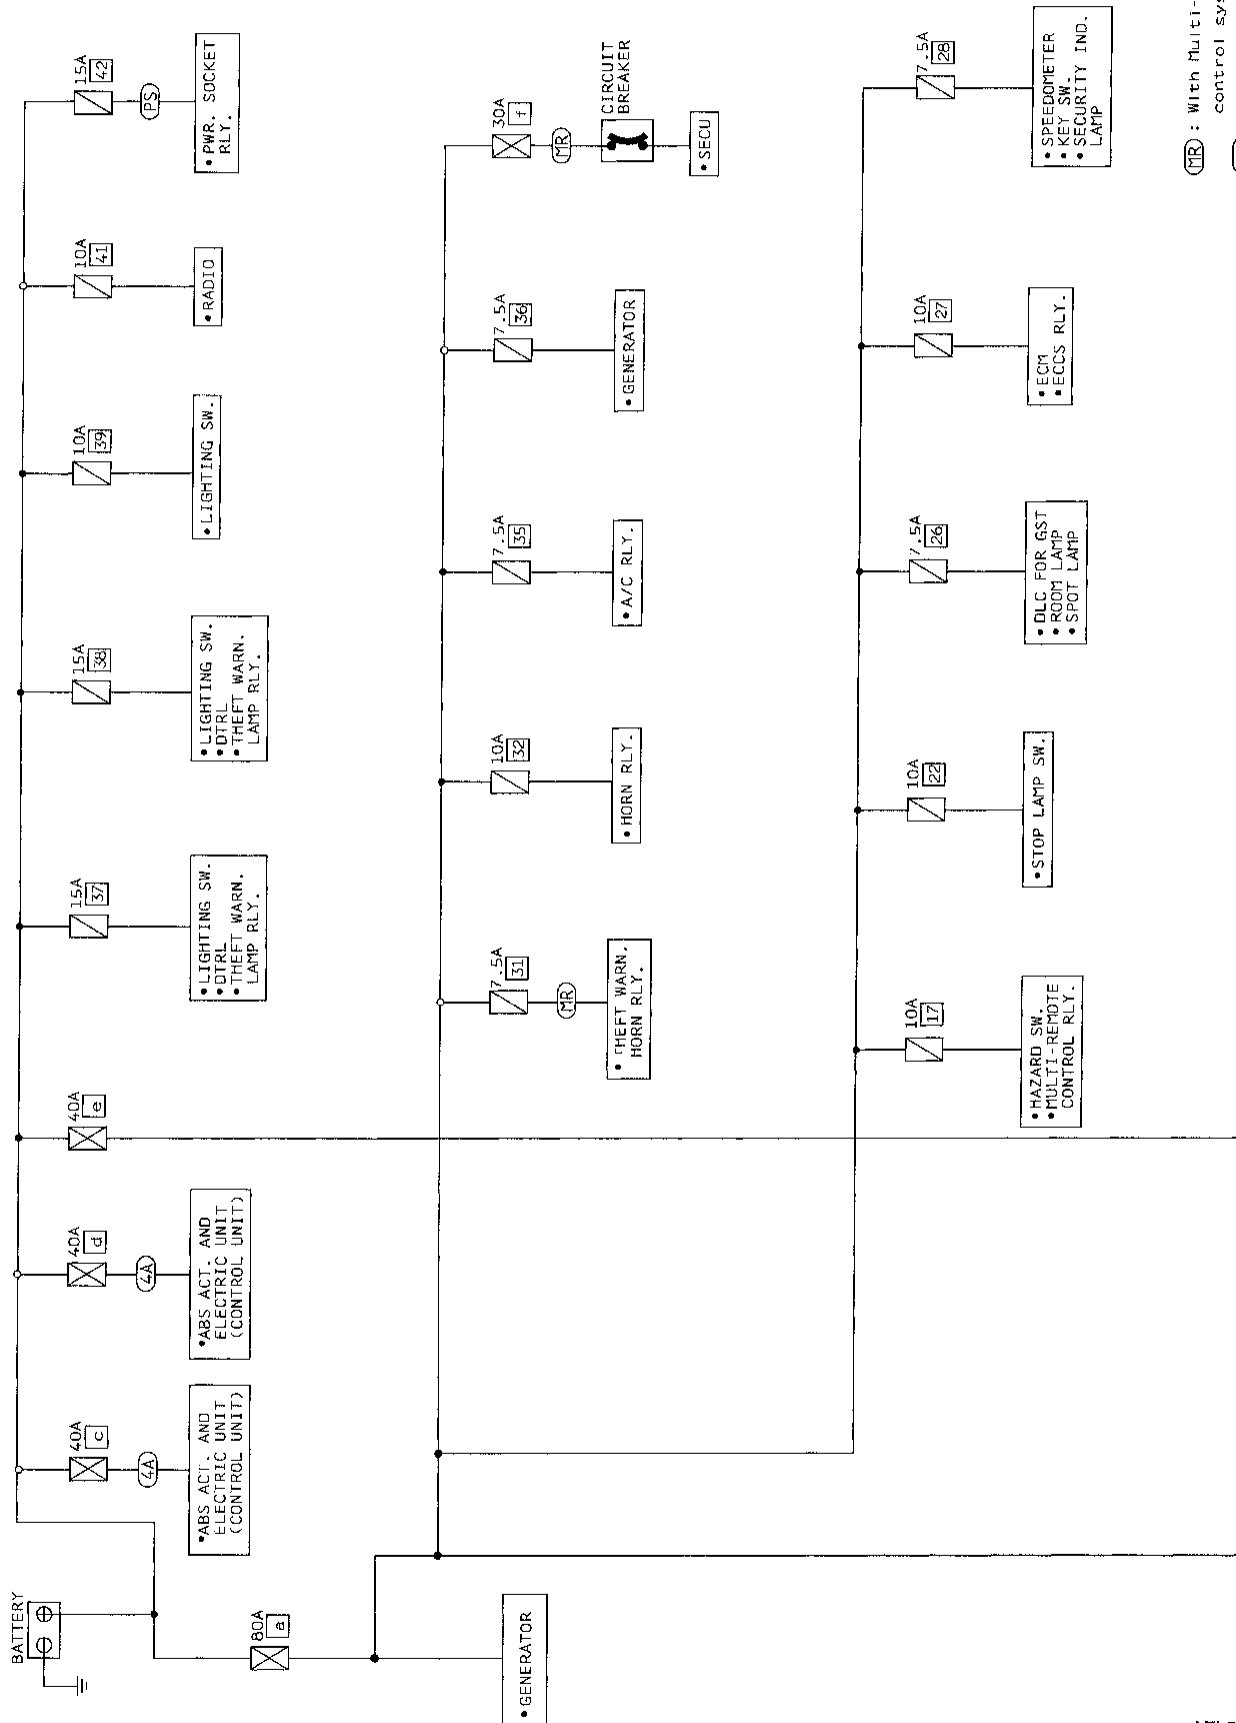 BATTERY
80A
a
• GENERATOR
40A
c
4A
•ABS ACT. AND
ELECTRIC UNIT
(CONTROL UNIT)
40A
d
4A
•ABS ACT. AND
ELECTRIC UNIT
(CONTROL UNIT)
40A
e
15A
37
• LIGHTING SW.
• DTRL
• THEFT WARN.
LAMP RLY.
15A
38
• LIGHTING SW.
• DTRL
• THEFT WARN.
LAMP RLY.
10A
39
• LIGHTING SW.
10A
41
• RADIO
15A
42
PS
• PWR. SOCKET
RLY.
7.5A
31
MR
• THEFT WARN.
HORN RLY.
10A
32
• HORN RLY.
7.5A
35
• A/C RLY.
7.5A
36
• GENERATOR
30A
f
MR
CIRCUIT
BREAKER
• SECU
10A
17
• HAZARD SW.
• MULTI-REMOTE
CONTROL RLY.
10A
22
• STOP LAMP SW.
7.5A
26
• DLC FOR GST
• ROOM LAMP
• SPOT LAMP
10A
27
• ECM
• ECCS RLY.
7.5A
28
• SPEEDOMETER
• KEY SW.
• SECURITY IND.
LAMP
MR : With Multi-
control sys